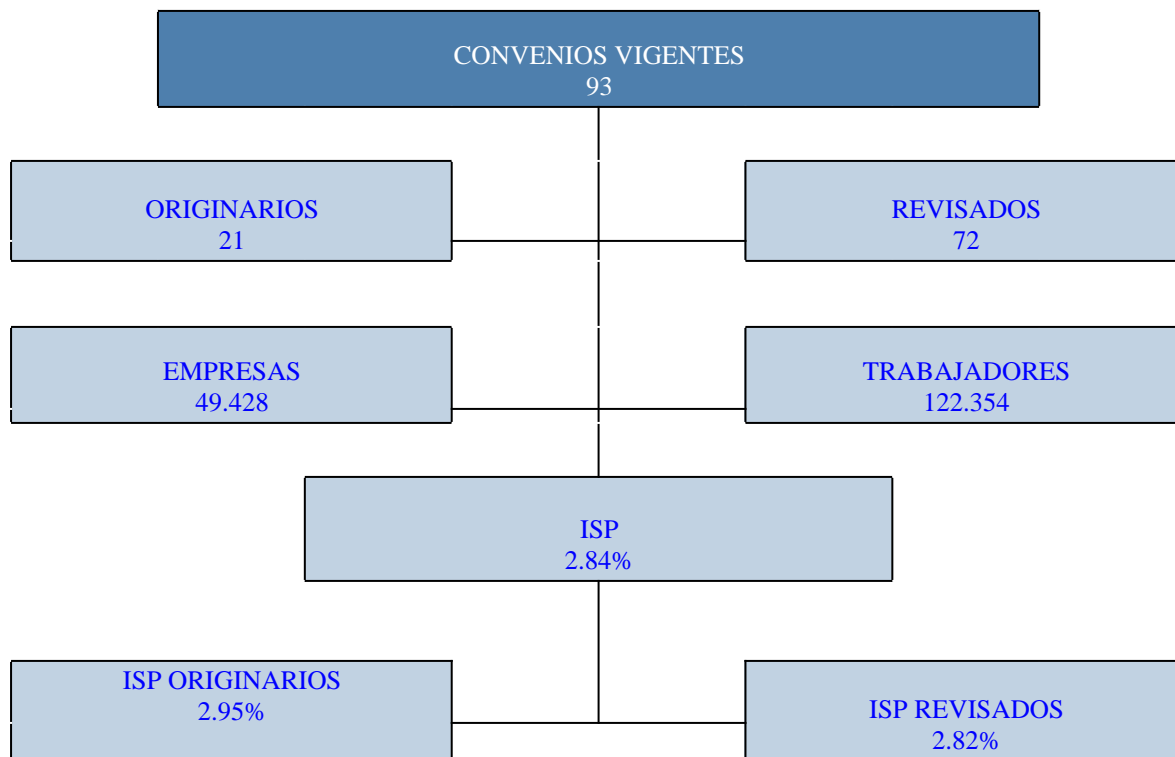 CONVENIOS VIGENTES
93
ORIGINARIOS
21
REVISADOS
72
EMPRESAS
49.428
TRABAJADORES
122.354
ISP
2.84%
ISP ORIGINARIOS
2.95%
ISP REVISADOS
2.82%